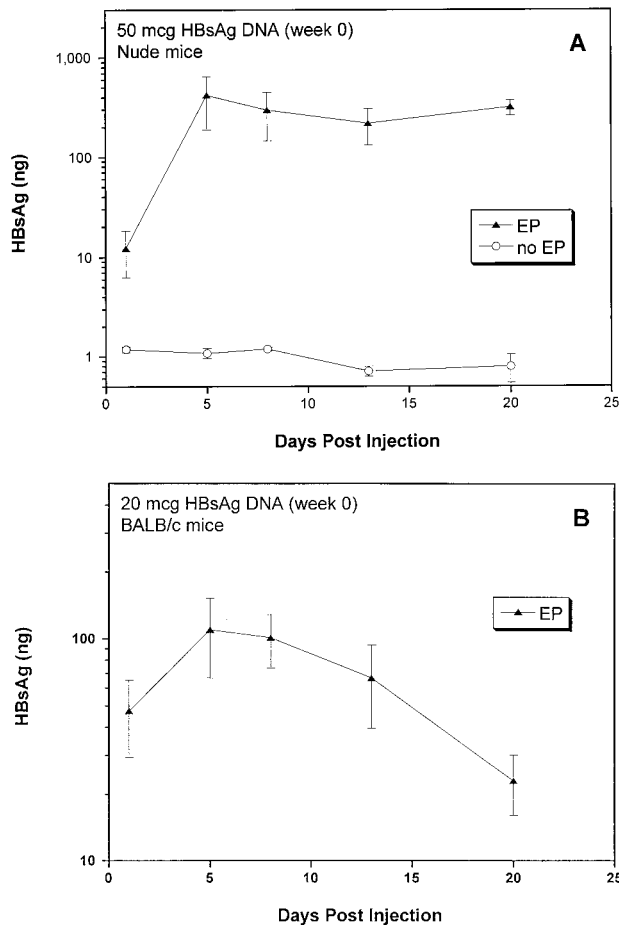 50 mcg HBsAg DNA (week 0)
Nude mice
A
1,000
100
10
1
HBsAg (ng)
EP
no EP
0 5 10 15 20 25
Days Post Injection
20 mcg HBsAg DNA (week 0)
BALB/c mice
B
100
10
HBsAg (ng)
EP
0 5 10 15 20 25
Days Post Injection